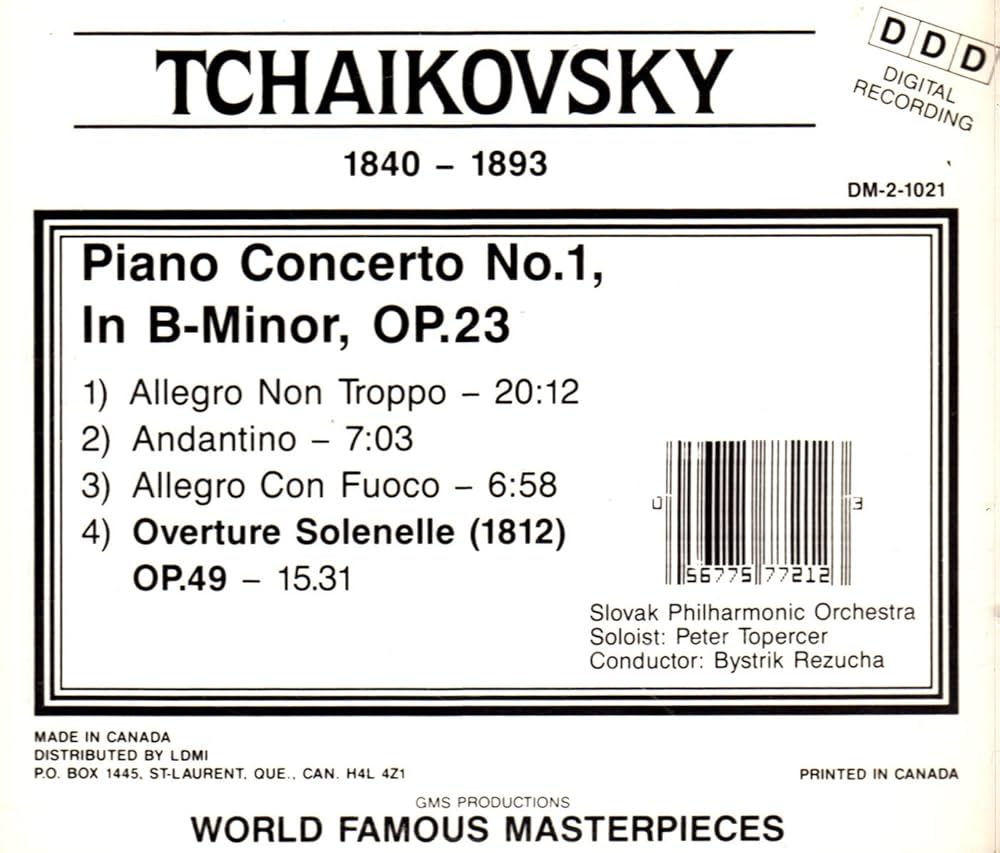 TCHAIKOVSKY
DDD
DIGITAL
RECORDING
1840 – 1893
DM-2-1021
Piano Concerto No.1,
In B-Minor, OP.23
1) Allegro Non Troppo – 20:12
2) Andantino – 7:03
3) Allegro Con Fuoco – 6:58
4) Overture Solenelle (1812)
OP.49 – 15.31
0 56775 77212 3
Slovak Philharmonic Orchestra
Soloist: Peter Topercer
Conductor: Bystrik Rezucha
MADE IN CANADA
DISTRIBUTED BY LDMI
P.O. BOX 1445, ST-LAURENT, QUE., CAN. H4L 4Z1
PRINTED IN CANADA
GMS PRODUCTIONS
WORLD FAMOUS MASTERPIECES